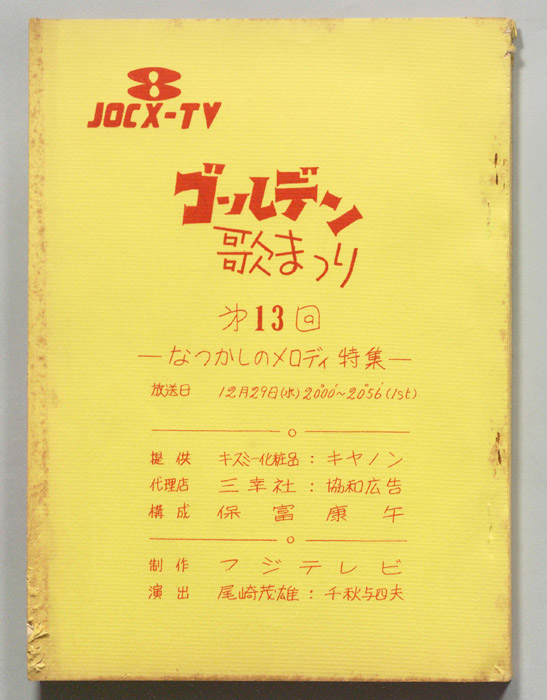 8
JOCX-TV
ゴールデン
歌まつり
第13回
―なつかしのメロディ特集―
放送日 12月29日(水) 20°00′~20°56′(1st)
提供 キスミー化粧品:キヤノン
代理店 三幸社:協和広告
構成 保富康午
制作 フジテレビ
演出 尾崎茂雄:千秋与四夫